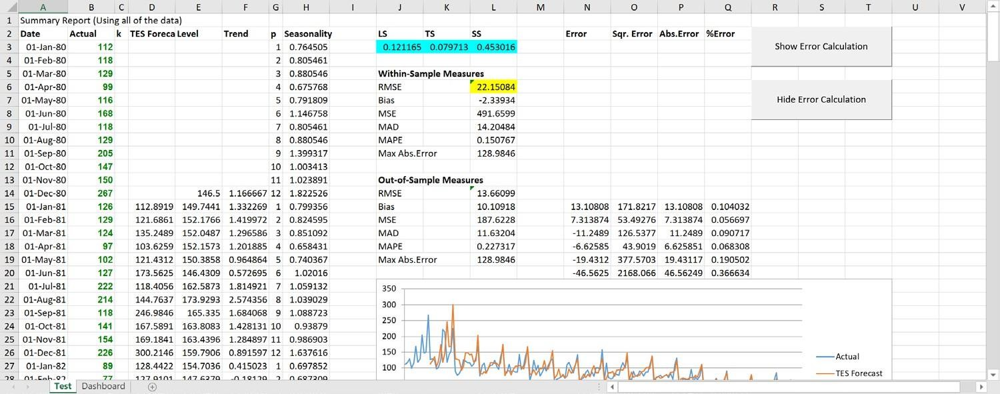 A B C D E F G H I J K L M N O P Q R S T U V
1 Summary Report (Using all of the data)
2 Date Actual k TES Foreca Level Trend p Seasonality LS TS SS Error Sqr. Error Abs.Error %Error
3 01-Jan-80 112 1 0.764505 0.121165 0.079713 0.453016 Show Error Calculation
4 01-Feb-80 118 2 0.805461
5 01-Mar-80 129 3 0.880546 Within-Sample Measures
6 01-Apr-80 99 4 0.675768 RMSE 22.15084
7 01-May-80 116 5 0.791809 Bias -2.33934 Hide Error Calculation
8 01-Jun-80 168 6 1.146758 MSE 491.6599
9 01-Jul-80 118 7 0.805461 MAD 14.20484
10 01-Aug-80 129 8 0.880546 MAPE 0.150767
11 01-Sep-80 205 9 1.399317 Max Abs.Error 128.9846
12 01-Oct-80 147 10 1.003413
13 01-Nov-80 150 11 1.023891 Out-of-Sample Measures
14 01-Dec-80 267 146.5 1.166667 12 1.822526 RMSE 13.66099
15 01-Jan-81 126 112.8919 149.7441 1.332269 1 0.799356 Bias 10.10918 13.10808 171.8217 13.10808 0.104032
16 01-Feb-81 129 121.6861 152.1766 1.419972 2 0.824595 MSE 187.6228 7.313874 53.49276 7.313874 0.056697
17 01-Mar-81 124 135.2489 152.0487 1.296586 3 0.851092 MAD 11.63204 -11.2489 126.5377 11.2489 0.090717
18 01-Apr-81 97 103.6259 152.1573 1.201885 4 0.658431 MAPE 0.227317 -6.62585 43.9019 6.625851 0.068308
19 01-May-81 102 121.4312 150.3858 0.964864 5 0.740367 Max Abs.Error 128.9846 -19.4312 377.5703 19.43117 0.190502
20 01-Jun-81 127 173.5625 146.4309 0.572695 6 1.02016 -46.5625 2168.066 46.56249 0.366634
21 01-Jul-81 222 118.4056 162.5873 1.814921 7 1.059132 350
22 01-Aug-81 214 144.7637 173.9293 2.574356 8 1.039029 300
23 01-Sep-81 118 246.9846 165.335 1.684068 9 1.088723 250
24 01-Oct-81 141 167.5891 163.8083 1.428131 10 0.93879 200
25 01-Nov-81 154 169.1841 163.4396 1.284897 11 0.986903 150
26 01-Dec-81 226 300.2146 159.7906 0.891597 12 1.637616 Actual
27 01-Jan-82 89 128.4422 154.7036 0.415023 1 0.697852 100
28 01-Feb-82 77 127.9101 147.6379 -0.18129 2 0.687309 TES Forecast
Test Dashboard